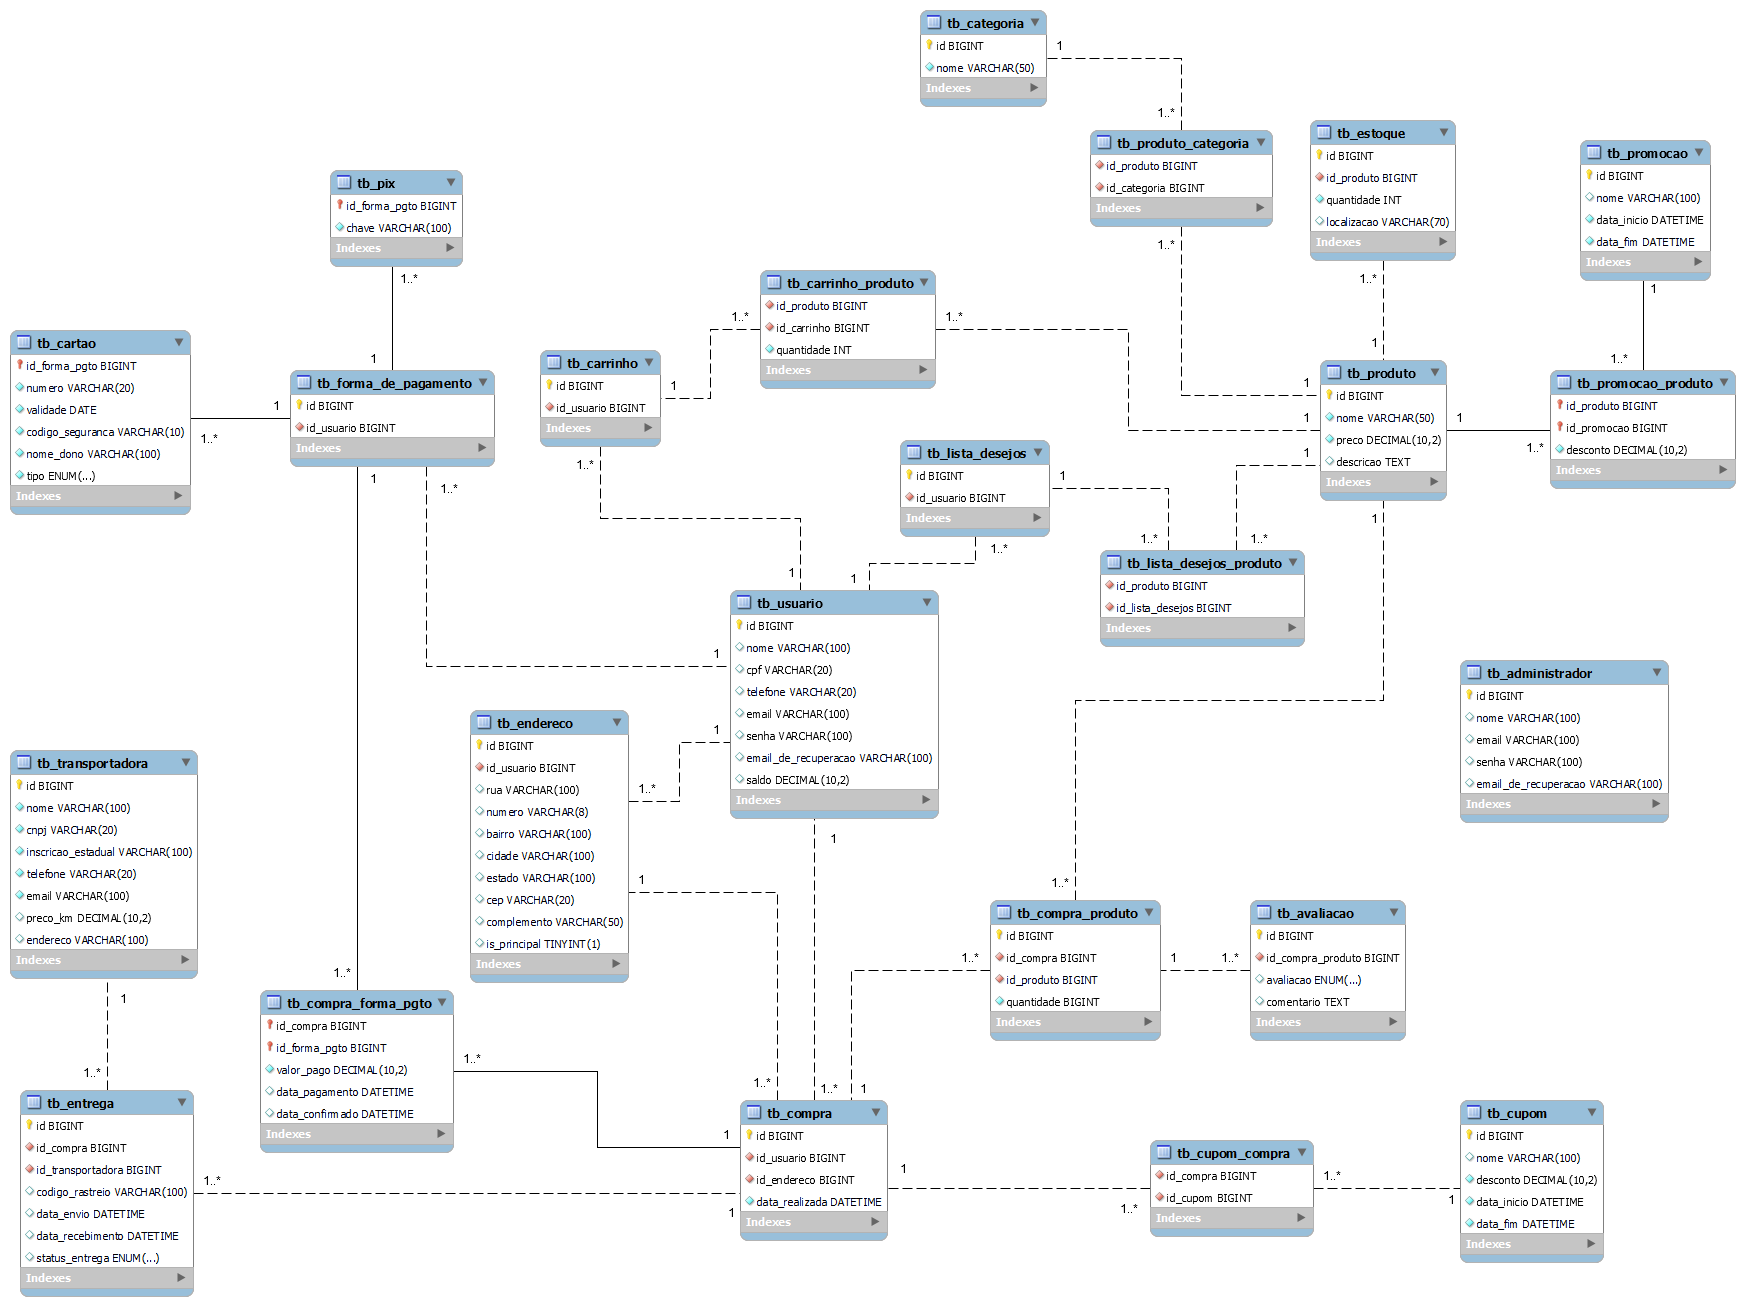 tb_categoria
id BIGINT
nome VARCHAR(50)
Indexes
1
1..*
tb_produto_categoria
id_produto BIGINT
id_categoria BIGINT
Indexes
1..*
tb_estoque
id BIGINT
id_produto BIGINT
quantidade INT
localizacao VARCHAR(70)
Indexes
1..*
1
tb_promocao
id BIGINT
nome VARCHAR(100)
data_inicio DATETIME
data_fim DATETIME
Indexes
1
1..*
tb_pix
id_forma_pgto BIGINT
chave VARCHAR(100)
Indexes
1..*
1
tb_carrinho_produto
id_produto BIGINT
id_carrinho BIGINT
quantidade INT
Indexes
1..*
1..*
tb_cartao
id_forma_pgto BIGINT
numero VARCHAR(20)
validade DATE
codigo_seguranca VARCHAR(10)
nome_dono VARCHAR(100)
tipo ENUM(...)
Indexes
1
1..*
tb_forma_de_pagamento
id BIGINT
id_usuario BIGINT
Indexes
1
1..*
tb_carrinho
id BIGINT
id_usuario BIGINT
Indexes
1
1..*
1
tb_produto
id BIGINT
nome VARCHAR(50)
preco DECIMAL(10,2)
descricao TEXT
Indexes
1
1
1
1
1
1..*
tb_promocao_produto
id_produto BIGINT
id_promocao BIGINT
desconto DECIMAL(10,2)
Indexes
tb_lista_desejos
id BIGINT
id_usuario BIGINT
Indexes
1
1..*
1
1..*
1..*
tb_lista_desejos_produto
id_produto BIGINT
id_lista_desejos BIGINT
Indexes
tb_usuario
id BIGINT
nome VARCHAR(100)
cpf VARCHAR(20)
telefone VARCHAR(20)
email VARCHAR(100)
senha VARCHAR(100)
email_de_recuperacao VARCHAR(100)
saldo DECIMAL(10,2)
Indexes
1
1
1
tb_administrador
id BIGINT
nome VARCHAR(100)
email VARCHAR(100)
senha VARCHAR(100)
email_de_recuperacao VARCHAR(100)
Indexes
tb_endereco
id BIGINT
id_usuario BIGINT
rua VARCHAR(100)
numero VARCHAR(8)
bairro VARCHAR(100)
cidade VARCHAR(100)
estado VARCHAR(100)
cep VARCHAR(20)
complemento VARCHAR(50)
is_principal TINYINT(1)
Indexes
1..*
1
tb_transportadora
id BIGINT
nome VARCHAR(100)
cnpj VARCHAR(20)
inscricao_estadual VARCHAR(100)
telefone VARCHAR(20)
email VARCHAR(100)
preco_km DECIMAL(10,2)
endereco VARCHAR(100)
Indexes
1
1..*
1..*
tb_compra_forma_pgto
id_compra BIGINT
id_forma_pgto BIGINT
valor_pago DECIMAL(10,2)
data_pagamento DATETIME
data_confirmado DATETIME
Indexes
1..*
1..*
tb_compra_produto
id BIGINT
id_compra BIGINT
id_produto BIGINT
quantidade BIGINT
Indexes
1..*
1
1..*
tb_avaliacao
id BIGINT
id_compra_produto BIGINT
avaliacao ENUM(...)
comentario TEXT
Indexes
tb_entrega
id BIGINT
id_compra BIGINT
id_transportadora BIGINT
codigo_rastreio VARCHAR(100)
data_envio DATETIME
data_recebimento DATETIME
status_entrega ENUM(...)
Indexes
1..*
1..*
1..*
1
1
1
tb_compra
id BIGINT
id_usuario BIGINT
id_endereco BIGINT
data_realizada DATETIME
Indexes
1
1..*
tb_cupom_compra
id_compra BIGINT
id_cupom BIGINT
Indexes
1..*
1
tb_cupom
id BIGINT
nome VARCHAR(100)
desconto DECIMAL(10,2)
data_inicio DATETIME
data_fim DATETIME
Indexes